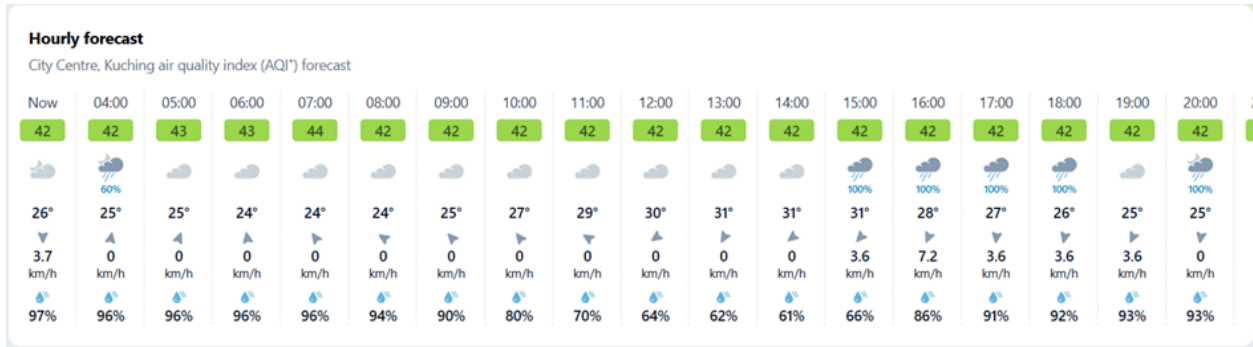 Hourly forecast
City Centre, Kuching air quality index (AQI*) forecast
Now 04:00 05:00 06:00 07:00 08:00 09:00 10:00 11:00 12:00 13:00 14:00 15:00 16:00 17:00 18:00 19:00 20:00
42 42 43 43 44 42 42 42 42 42 42 42 42 42 42 42 42 42
60% 100% 100% 100% 100% 100%
26° 25° 25° 24° 24° 24° 25° 27° 29° 30° 31° 31° 31° 28° 27° 26° 25° 25°
3.7 0 0 0 0 0 0 0 0 0 0 0 3.6 7.2 3.6 3.6 3.6 0
km/h km/h km/h km/h km/h km/h km/h km/h km/h km/h km/h km/h km/h km/h km/h km/h km/h km/h
97% 96% 96% 96% 96% 94% 90% 80% 70% 64% 62% 61% 66% 86% 91% 92% 93% 93%